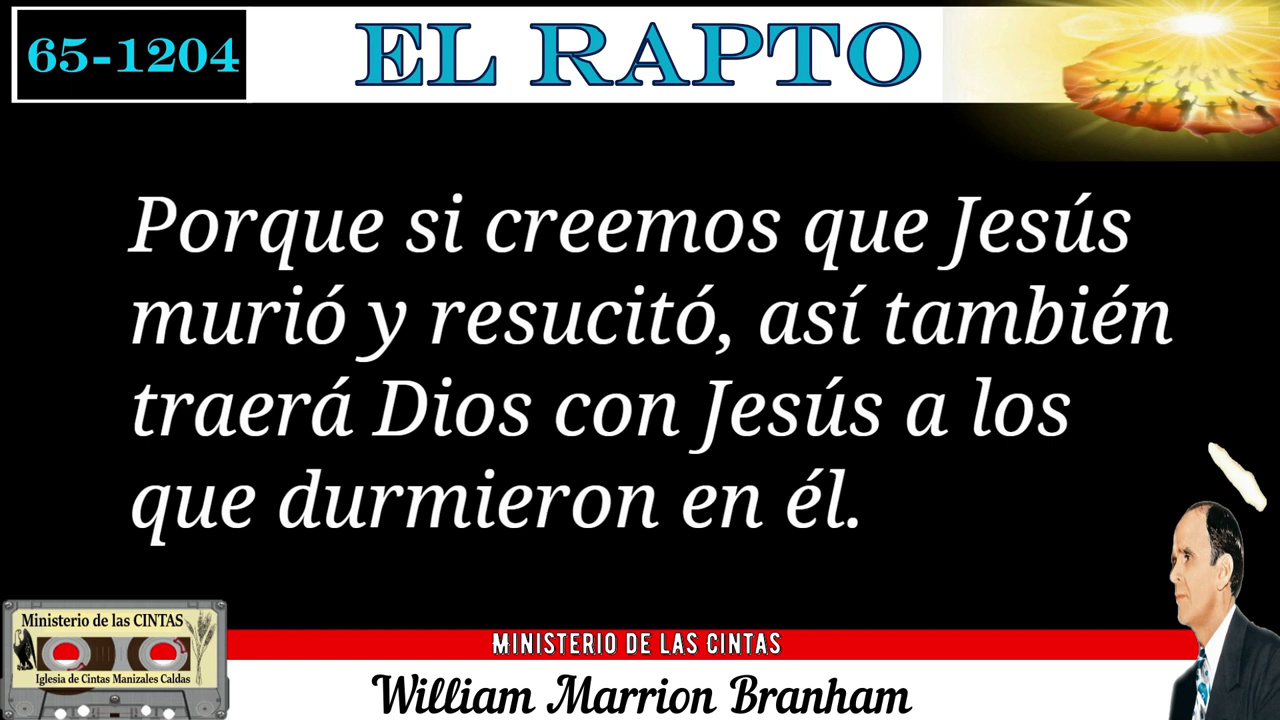 65-1204
EL RAPTO
Porque si creemos que Jesús
murió y resucitó, así también
traerá Dios con Jesús a los
que durmieron en él.
Ministerio de las CINTAS
Iglesia de Cintas Manizales Caldas
MINISTERIO DE LAS CINTAS
William Marrion Branham